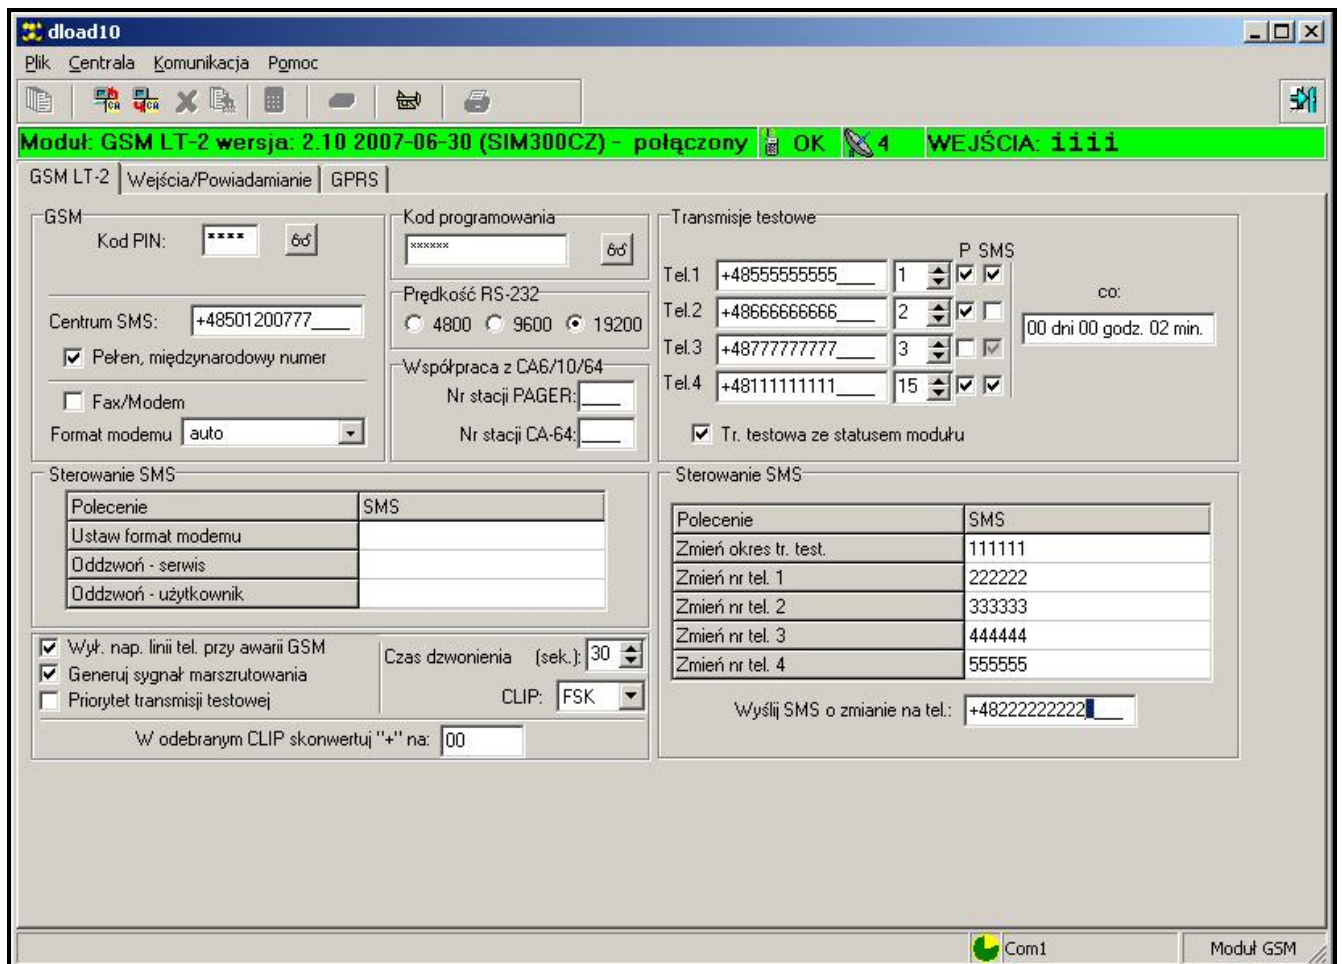 dload10
Plik Centrala Komunikacja Pomoc
Moduł: GSM LT-2 wersja: 2.10 2007-06-30 (SIM300CZ) - połączony OK 4 WEJŚCIA: iiii
GSM LT-2 Wejścia/Powiadamianie GPRS
GSM
Kod PIN: ****
Centrum SMS: +48501200777____
Pełen, międzynarodowy numer
Fax/Modem
Format modemu auto
Kod programowania
******
Prędkość RS-232
4800 9600 19200
Współpraca z CA6/10/64
Nr stacji PAGER: ____
Nr stacji CA-64: ____
Transmisje testowe
P SMS
Tel.1 +48555555555____ 1
Tel.2 +48666666666____ 2
Tel.3 +48777777777____ 3
Tel.4 +48111111111____ 15
co:
00 dni 00 godz. 02 min.
Tr. testowa ze statusem modułu
Sterowanie SMS
Polecenie SMS
Ustaw format modemu
Oddzwoń - serwis
Oddzwoń - użytkownik
Wył. nap. linii tel. przy awarii GSM
Generuj sygnał marszrutowania
Priorytet transmisji testowej
Czas dzwonienia (sek.): 30
CLIP: FSK
W odebranym CLIP skonwertuj "+" na: 00
Sterowanie SMS
Polecenie SMS
Zmień okres tr. test. 111111
Zmień nr tel. 1 222222
Zmień nr tel. 2 333333
Zmień nr tel. 3 444444
Zmień nr tel. 4 555555
Wyślij SMS o zmianie na tel.: +48222222222____
Com1 Moduł GSM